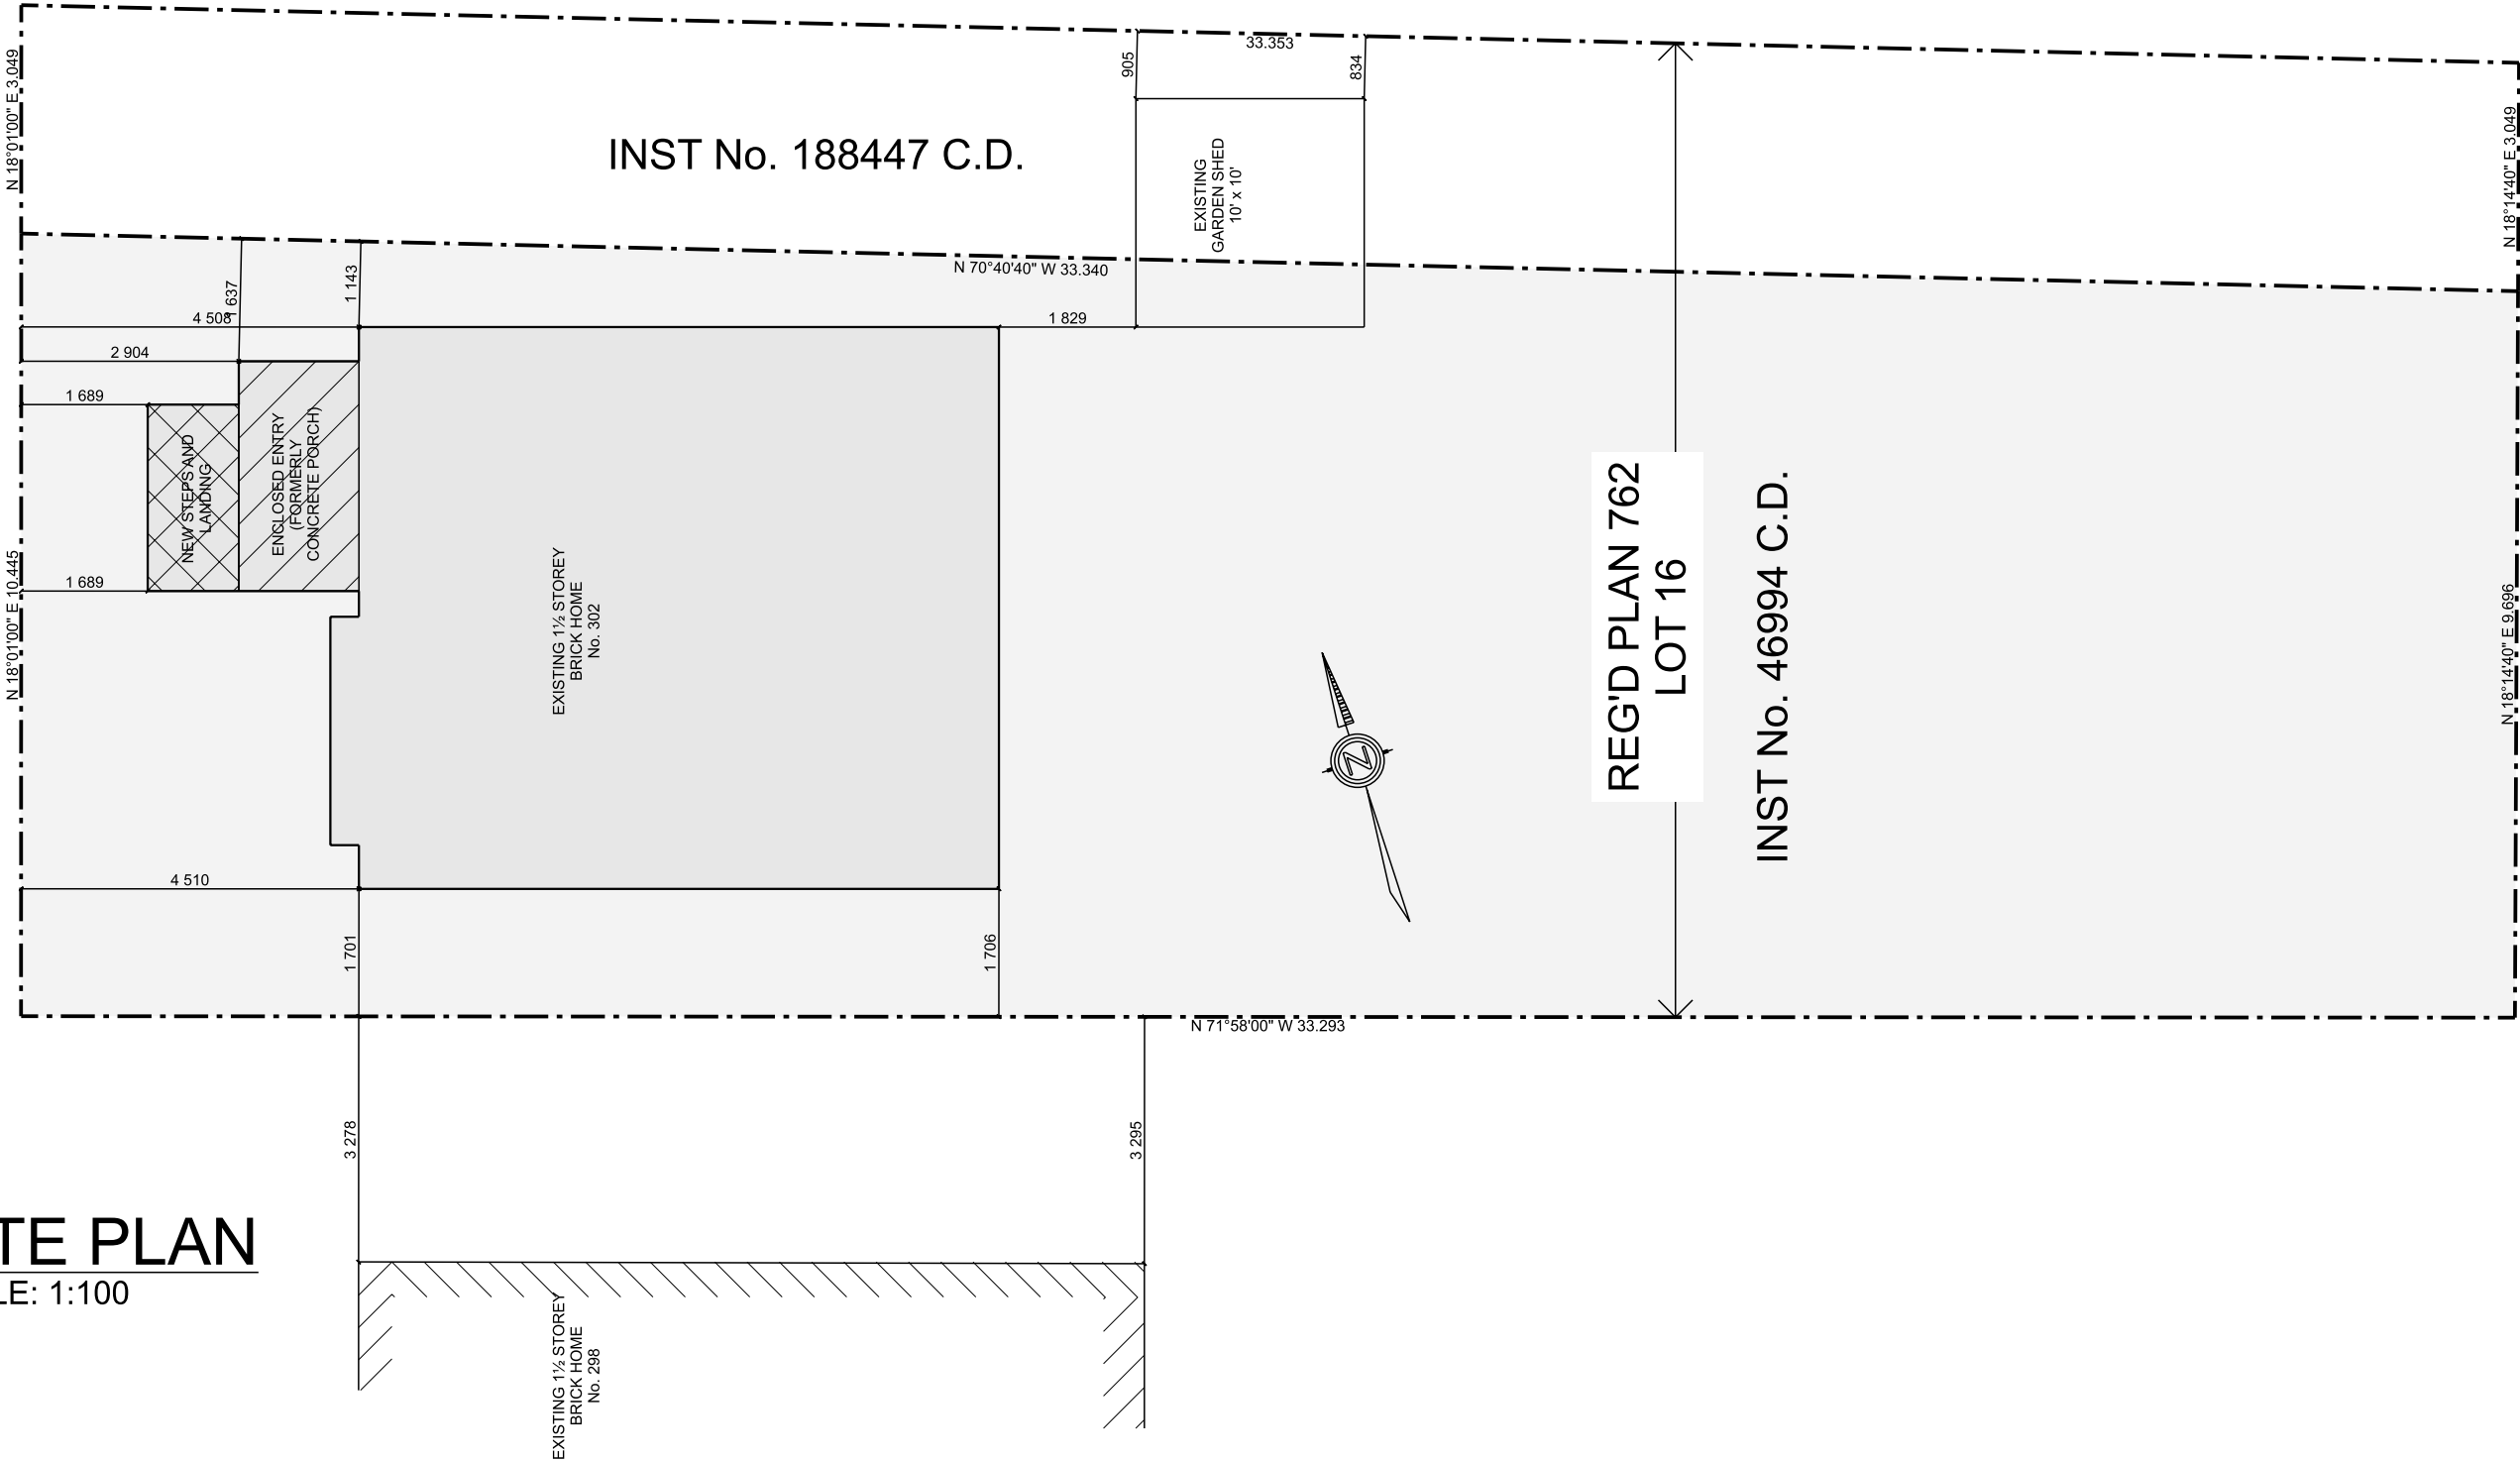 33.353
905
834
N 18°01'00" E 3.049
N 18°14'40" E 3.049
INST No. 188447 C.D.
EXISTING
GARDEN SHED
10' x 10'
N 70°40'40" W 33.340
1 143
4 508
1 829
2 904
1 689
NEW STEPS AND
LANDING
ENCLOSED ENTRY
(FORMERLY
CONCRETE PORCH)
1 689
N 18°01'00" E 10.445
EXISTING 1½ STOREY
BRICK HOME
No. 302
N
REG'D PLAN 762
LOT 16
INST No. 46994 C.D.
N 18°14'40" E 9.696
4 510
1 701
1 706
N 71°58'00" W 33.293
3 278
3 295
TE PLAN
LE: 1:100
EXISTING 1½ STOREY
BRICK HOME
No. 298